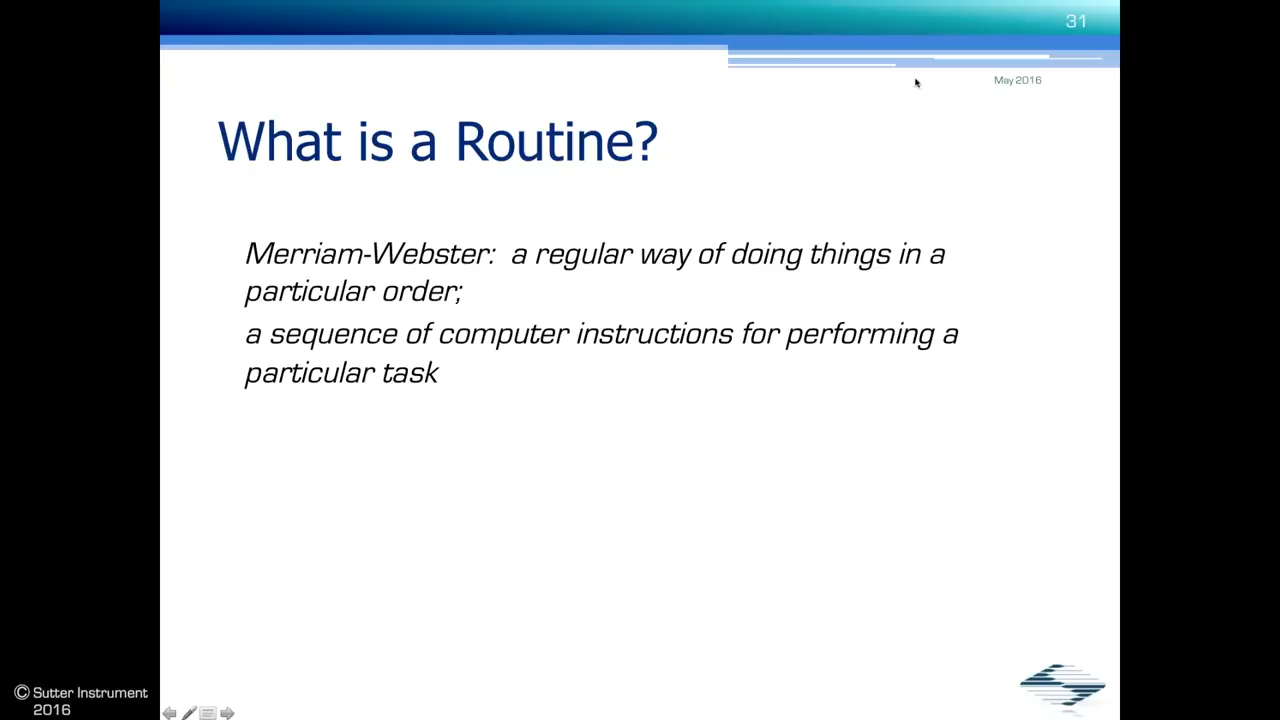 31
May 2016
What is a Routine?
Merriam-Webster: a regular way of doing things in a
particular order;
a sequence of computer instructions for performing a
particular task
© Sutter Instrument
2016